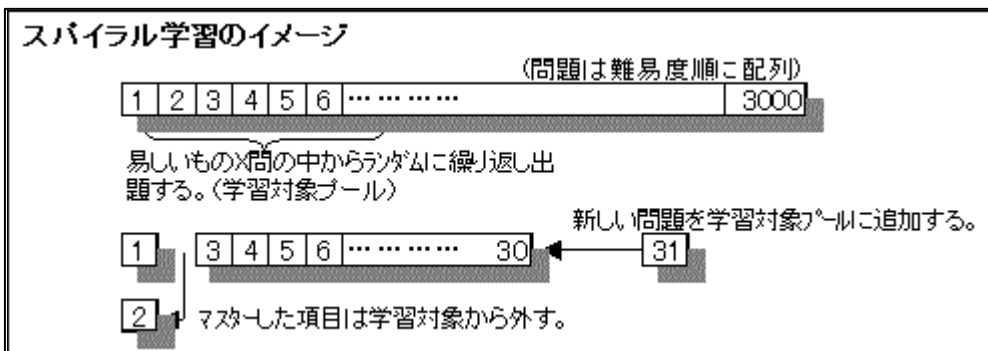 スパイラル学習のイメージ
(問題は難易度順に配列)
1 2 3 4 5 6 ………… 3000
易しいものX問の中からランダムに繰り返し出
題する。(学習対象プール)
新しい問題を学習対象プールに追加する。
1 3 4 5 6 ………… 30 31
2 マスターした項目は学習対象から外す。